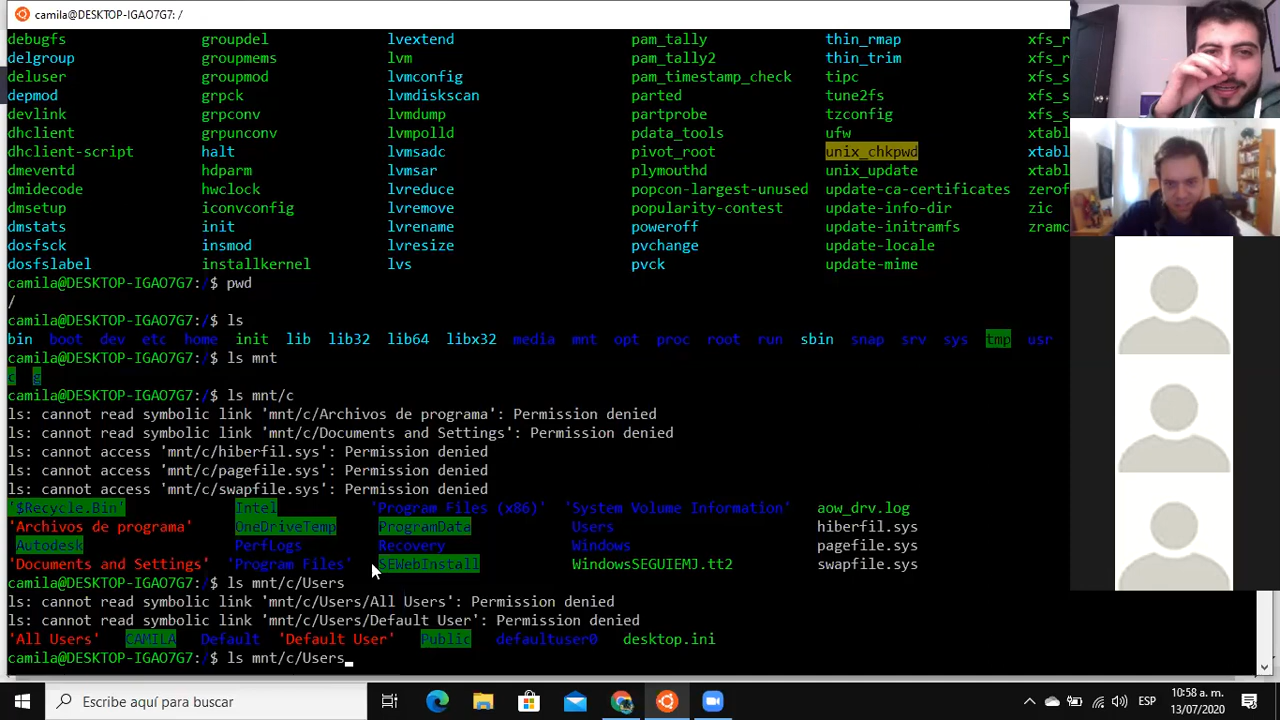 camila@DESKTOP-IGAO7G7: /
debugfs groupdel lvextend pam_tally thin_rmap xfs_r
delgroup groupmems lvm pam_tally2 thin_trim xfs_r
deluser groupmod lvmconfig pam_timestamp_check tipc xfs_s
depmod grpck lvmdiskscan parted tune2fs xfs_s
devlink grpconv lvmdump partprobe tzconfig xfs_s
dhclient grpunconv lvmpolld pdata_tools ufw xtabl
dhclient-script halt lvmsadc pivot_root unix_chkpwd xtabl
dmeventd hdparm lvmsar plymouthd unix_update xtabl
dmidecode hwclock lvreduce popcon-largest-unused update-ca-certificates zerof
dmsetup iconvconfig lvremove popularity-contest update-info-dir zic
dmstats init lvrename poweroff update-initramfs zramc
dosfsck insmod lvresize pvchange update-locale
dosfslabel installkernel lvs pvck update-mime
camila@DESKTOP-IGAO7G7:/$ pwd
/
camila@DESKTOP-IGAO7G7:/$ ls
bin boot dev etc home init lib lib32 lib64 libx32 media mnt opt proc root run sbin snap srv sys tmp usr
camila@DESKTOP-IGAO7G7:/$ ls mnt
c g
camila@DESKTOP-IGAO7G7:/$ ls mnt/c
ls: cannot read symbolic link 'mnt/c/Archivos de programa': Permission denied
ls: cannot read symbolic link 'mnt/c/Documents and Settings': Permission denied
ls: cannot access 'mnt/c/hiberfil.sys': Permission denied
ls: cannot access 'mnt/c/pagefile.sys': Permission denied
ls: cannot access 'mnt/c/swapfile.sys': Permission denied
'$Recycle.Bin' Intel 'Program Files (x86)' 'System Volume Information' aow_drv.log
'Archivos de programa' OneDriveTemp ProgramData Users hiberfil.sys
Autodesk PerfLogs Recovery Windows pagefile.sys
'Documents and Settings' 'Program Files' SEWebInstall WindowsSEGUIEMJ.tt2 swapfile.sys
camila@DESKTOP-IGAO7G7:/$ ls mnt/c/Users
ls: cannot read symbolic link 'mnt/c/Users/All Users': Permission denied
ls: cannot read symbolic link 'mnt/c/Users/Default User': Permission denied
'All Users' CAMILA Default 'Default User' Public defaultuser0 desktop.ini
camila@DESKTOP-IGAO7G7:/$ ls mnt/c/Users
Escribe aquí para buscar
ESP
10:58 a. m.
13/07/2020